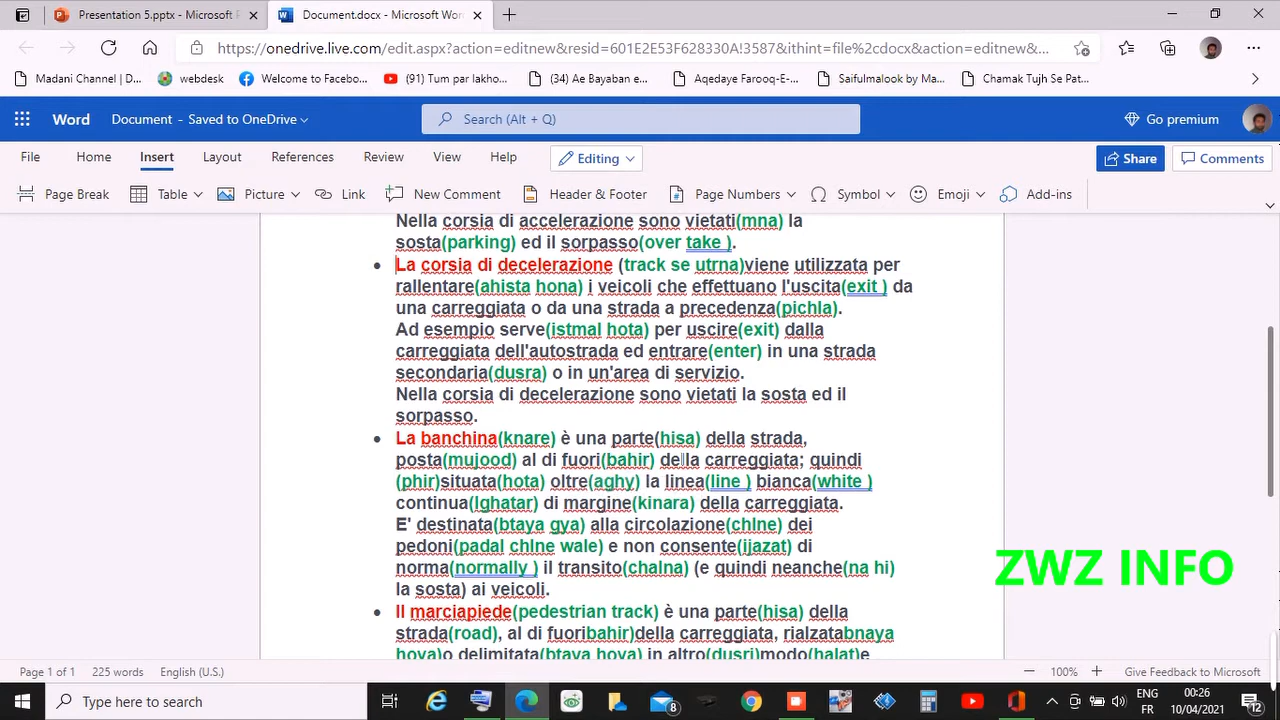 Presentation 5.pptx - Microsoft P
Document.docx - Microsoft Word
https://onedrive.live.com/edit.aspx?action=editnew&resid=601E2E53F628330A!3587&ithint=file%2cdocx&action=editnew&...
Madani Channel | D...
webdesk
Welcome to Facebo...
(91) Tum par lakho...
(34) Ae Bayaban e...
Aqedaye Farooq-E-...
Saifulmalook by Ma...
Chamak Tujh Se Pat...
Word
Document - Saved to OneDrive
Search (Alt + Q)
Go premium
File Home Insert Layout References Review View Help Editing Share Comments
Page Break Table Picture Link New Comment Header & Footer Page Numbers Symbol Emoji Add-ins
Nella corsia di accelerazione sono vietati(mna) la
sosta(parking) ed il sorpasso(over take ).
• La corsia di decelerazione (track se utrna)viene utilizzata per
rallentare(ahista hona) i veicoli che effettuano l'uscita(exit ) da
una carreggiata o da una strada a precedenza(pichla).
Ad esempio serve(istmal hota) per uscire(exit) dalla
carreggiata dell'autostrada ed entrare(enter) in una strada
secondaria(dusra) o in un'area di servizio.
Nella corsia di decelerazione sono vietati la sosta ed il
sorpasso.
• La banchina(knare) è una parte(hisa) della strada,
posta(mujood) al di fuori(bahir) della carreggiata; quindi
(phir)situata(hota) oltre(aghy) la linea(line ) bianca(white )
continua(lghatar) di margine(kinara) della carreggiata.
E' destinata(btaya gya) alla circolazione(chlne) dei
pedoni(padal chlne wale) e non consente(ijazat) di
norma(normally ) il transito(chalna) (e quindi neanche(na hi)
la sosta) ai veicoli.
• Il marciapiede(pedestrian track) è una parte(hisa) della
strada(road), al di fuoribahir)della carreggiata, rialzatabnaya
hoya)o delimitata(btaya hoya) in altro(dusri)modo(halat)e
ZWZ INFO
Page 1 of 1 225 words English (U.S.) 100% Give Feedback to Microsoft
Type here to search
8
ENG
FR
00:26
10/04/2021
12